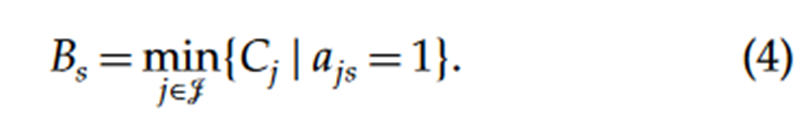 B_s = min_{j∈𝒥}{C_j | a_{js} = 1}. (4)